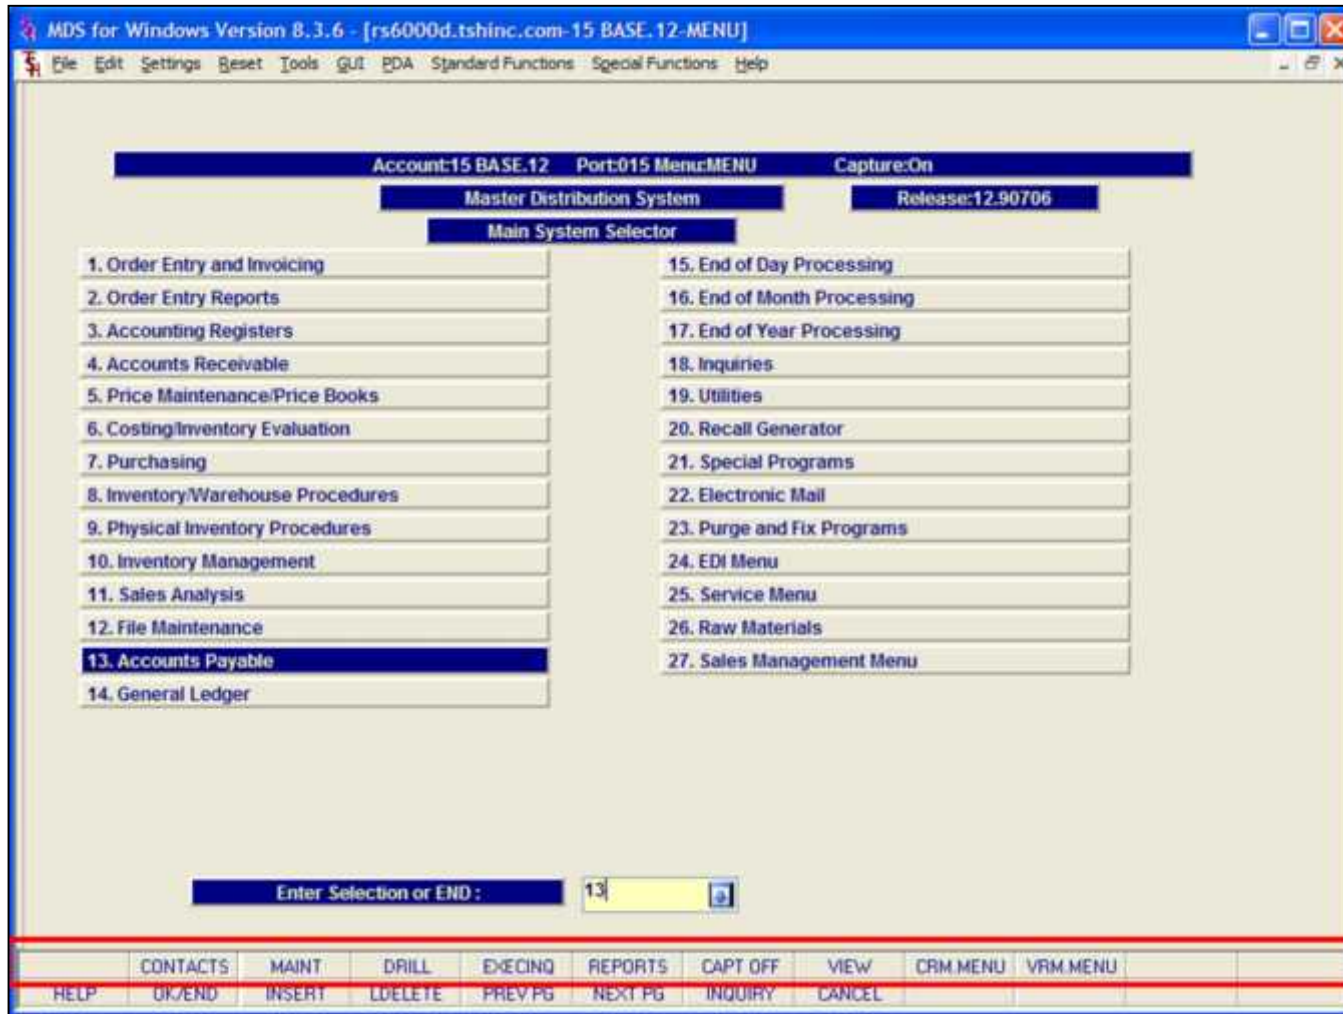 MDS for Windows Version 8.3.6 - [rs6000d.tshinc.com-15 BASE.12-MENU]
File Edit Settings Reset Tools GUI PDA Standard Functions Special Functions Help
Account:15 BASE.12 Port:015 Menu:MENU Capture:On
Master Distribution System Release:12.90706
Main System Selector
1. Order Entry and Invoicing
2. Order Entry Reports
3. Accounting Registers
4. Accounts Receivable
5. Price Maintenance/Price Books
6. Costing/Inventory Evaluation
7. Purchasing
8. Inventory/Warehouse Procedures
9. Physical Inventory Procedures
10. Inventory Management
11. Sales Analysis
12. File Maintenance
13. Accounts Payable
14. General Ledger
15. End of Day Processing
16. End of Month Processing
17. End of Year Processing
18. Inquiries
19. Utilities
20. Recall Generator
21. Special Programs
22. Electronic Mail
23. Purge and Fix Programs
24. EDI Menu
25. Service Menu
26. Raw Materials
27. Sales Management Menu
Enter Selection or END : 13
CONTACTS MAINT DRILL EXECINQ REPORTS CAPT OFF VIEW CRM.MENU VRM.MENU
HELP OK/END INSERT LDELETE PREV PG NEXT PG INQUIRY CANCEL